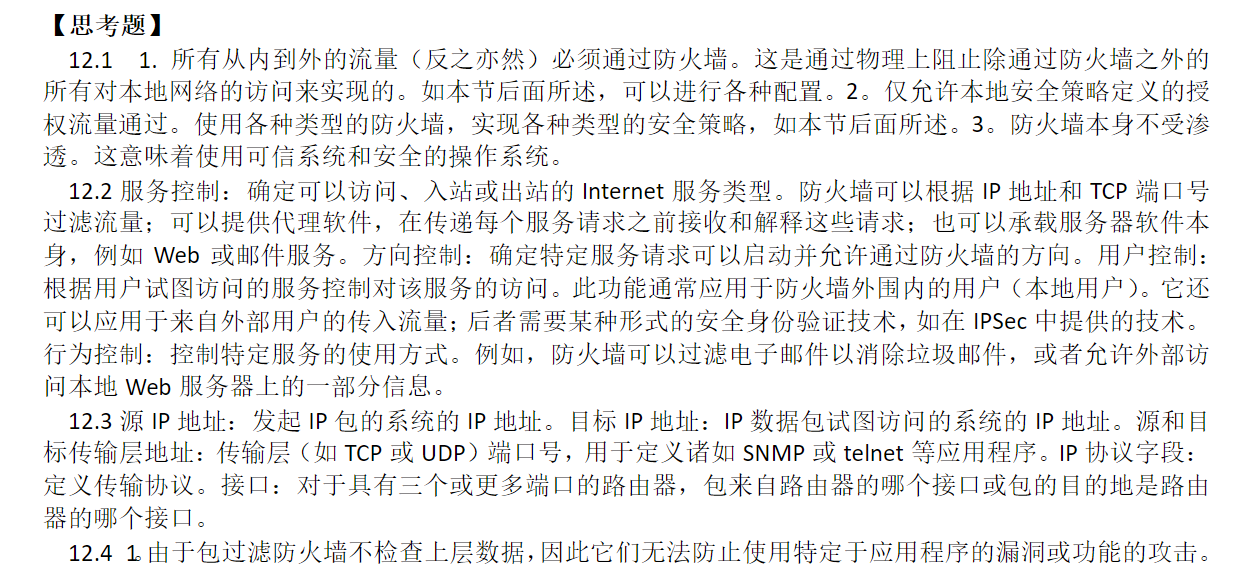 【思考题】
12.1 1. 所有从内到外的流量（反之亦然）必须通过防火墙。这是通过物理上阻止除通过防火墙之外的
所有对本地网络的访问来实现的。如本节后面所述，可以进行各种配置。2。仅允许本地安全策略定义的授
权流量通过。使用各种类型的防火墙，实现各种类型的安全策略，如本节后面所述。3。防火墙本身不受渗
透。这意味着使用可信系统和安全的操作系统。
12.2 服务控制：确定可以访问、入站或出站的 Internet 服务类型。防火墙可以根据 IP 地址和 TCP 端口号
过滤流量；可以提供代理软件，在传递每个服务请求之前接收和解释这些请求；也可以承载服务器软件本
身，例如 Web 或邮件服务。方向控制：确定特定服务请求可以启动并允许通过防火墙的方向。用户控制：
根据用户试图访问的服务控制对该服务的访问。此功能通常应用于防火墙外围内的用户（本地用户）。它还
可以应用于来自外部用户的传入流量；后者需要某种形式的安全身份验证技术，如在 IPSec 中提供的技术。
行为控制：控制特定服务的使用方式。例如，防火墙可以过滤电子邮件以消除垃圾邮件，或者允许外部访
问本地 Web 服务器上的一部分信息。
12.3 源 IP 地址：发起 IP 包的系统的 IP 地址。目标 IP 地址：IP 数据包试图访问的系统的 IP 地址。源和目
标传输层地址：传输层（如 TCP 或 UDP）端口号，用于定义诸如 SNMP 或 telnet 等应用程序。IP 协议字段：
定义传输协议。接口：对于具有三个或更多端口的路由器，包来自路由器的哪个接口或包的目的地是路由
器的哪个接口。
12.4 1。由于包过滤防火墙不检查上层数据，因此它们无法防止使用特定于应用程序的漏洞或功能的攻击。